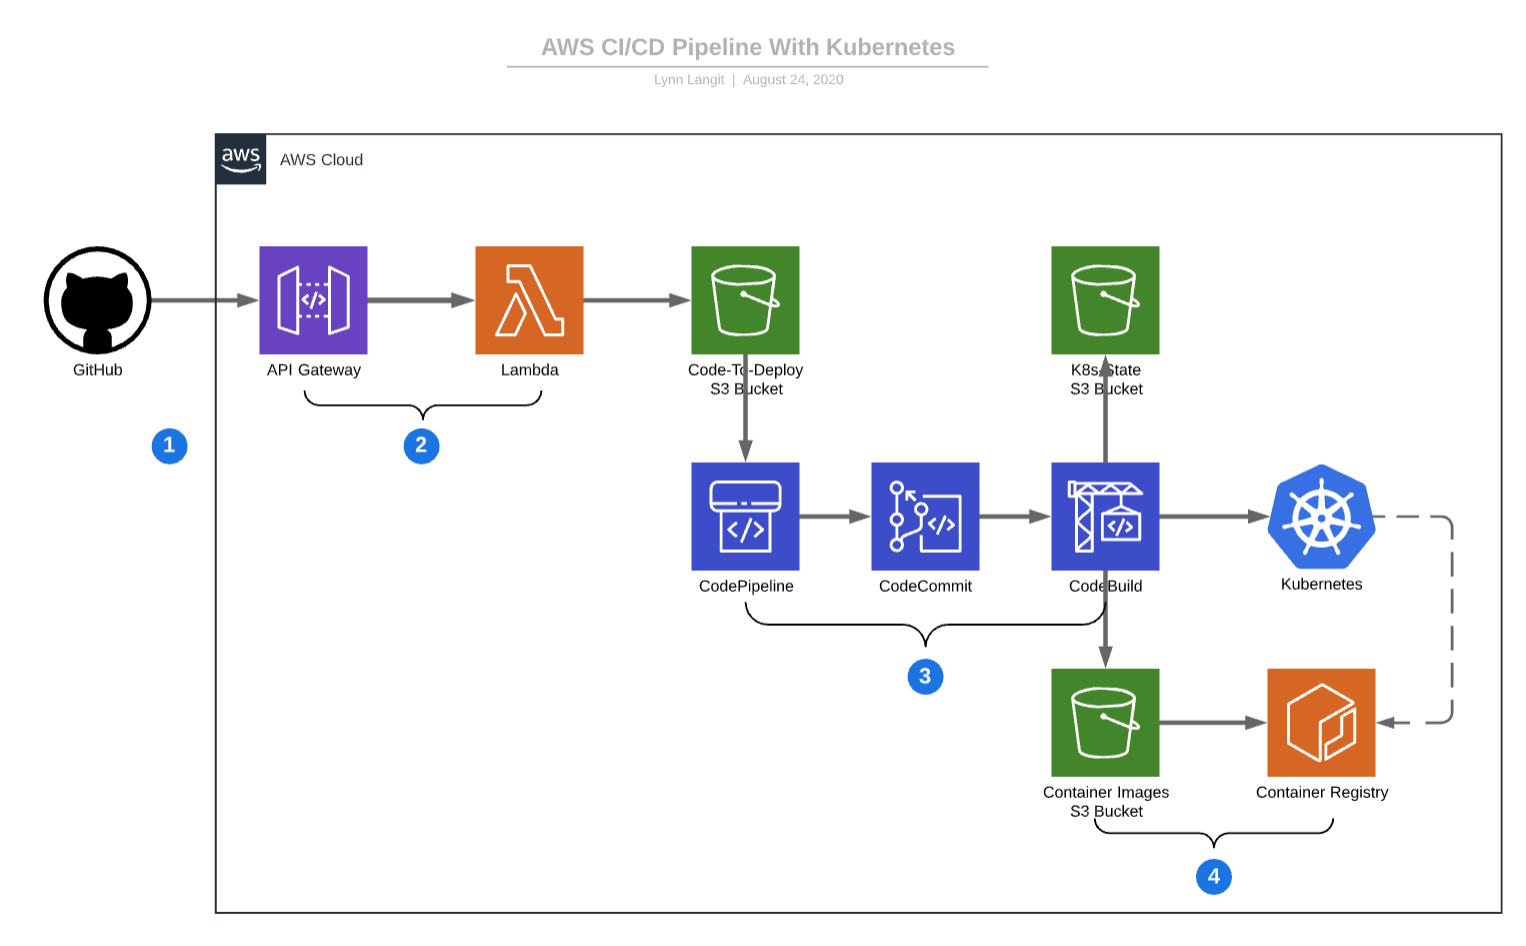 AWS CI/CD Pipeline With Kubernetes
Lynn Langit | August 24, 2020
aws
AWS Cloud
GitHub
API Gateway
Lambda
Code-To-Deploy
S3 Bucket
K8s State
S3 Bucket
1
2
CodePipeline
CodeCommit
CodeBuild
Kubernetes
3
Container Images
S3 Bucket
Container Registry
4